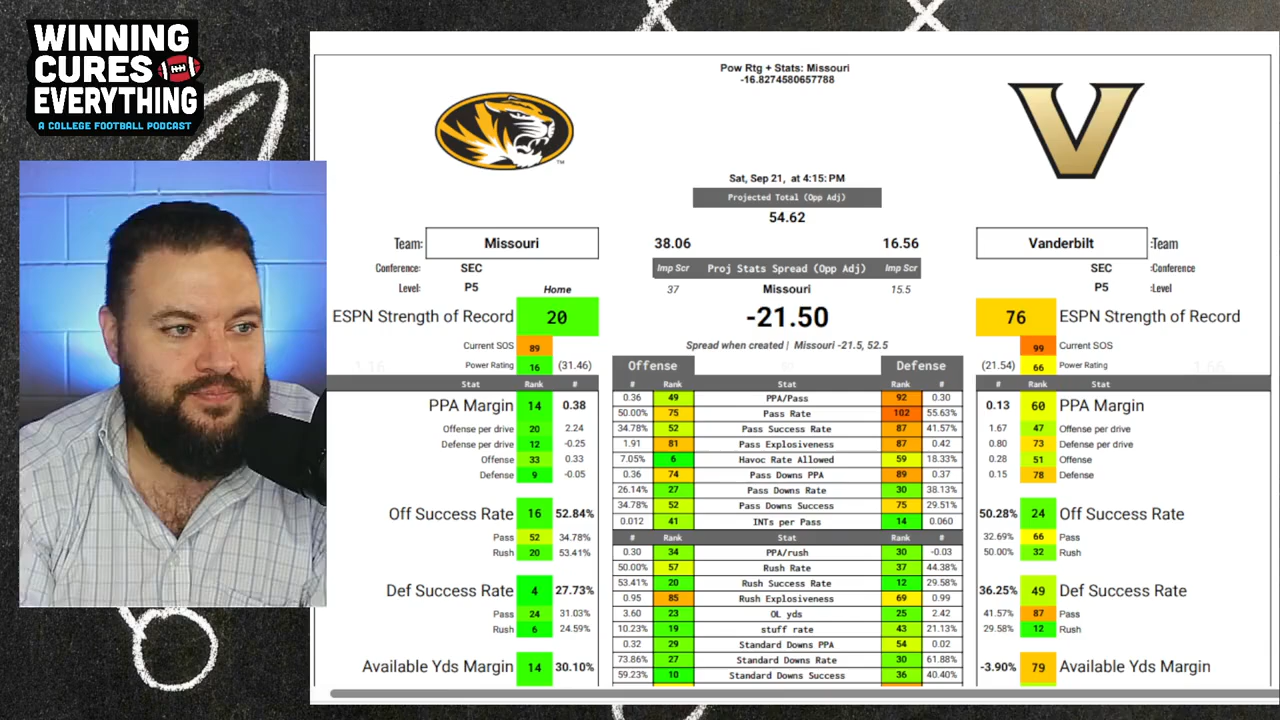 WINNING
CURES
EVERYTHING
A COLLEGE FOOTBALL PODCAST
Pow Rtg + Stats: Missouri
-16.8274580657788
TM
Sat, Sep 21, at 4:15: PM
Projected Total (Opp Adj)
54.62
Team: Missouri 38.06 16.56 Vanderbilt :Team
Conference: SEC Imp Scr Proj Stats Spread (Opp Adj) Imp Scr SEC :Conference
Level: P5 Home 37 Missouri 15.5 P5 :Level
ESPN Strength of Record 20 -21.50 76 ESPN Strength of Record
Current SOS 89 Spread when created | Missouri -21.5, 52.5 99 Current SOS
Power Rating 16 (31.46) Offense Defense (21.54) 66 Power Rating
Stat Rank # # Rank Stat Rank # # Rank Stat
PPA Margin 14 0.38 0.13 60 PPA Margin
Offense per drive 20 2.24 1.67 47 Offense per drive
Defense per drive 12 -0.25 0.80 73 Defense per drive
Offense 33 0.33 0.28 51 Offense
Defense 9 -0.05 0.15 78 Defense
0.36 49 PPA/Pass 92 0.30
50.00% 75 Pass Rate 102 55.63%
34.78% 52 Pass Success Rate 87 41.57%
1.91 81 Pass Explosiveness 87 0.42
7.05% 6 Havoc Rate Allowed 59 18.33%
0.36 74 Pass Downs PPA 89 0.37
26.14% 27 Pass Downs Rate 30 38.13%
34.78% 52 Pass Downs Success 75 29.51%
0.012 41 INTs per Pass 14 0.060
Off Success Rate 16 52.84% 50.28% 24 Off Success Rate
Pass 52 34.78% 32.69% 66 Pass
Rush 20 53.41% 50.00% 32 Rush
# Rank Stat Rank #
0.30 34 PPA/rush 30 -0.03
50.00% 57 Rush Rate 37 44.38%
53.41% 20 Rush Success Rate 12 29.58%
0.95 85 Rush Explosiveness 69 0.99
3.60 23 OL yds 25 2.42
10.23% 19 stuff rate 43 21.13%
0.32 29 Standard Downs PPA 54 0.02
73.86% 27 Standard Downs Rate 30 61.88%
59.23% 10 Standard Downs Success 36 40.40%
Def Success Rate 4 27.73% 36.25% 49 Def Success Rate
Pass 24 31.03% 41.57% 87 Pass
Rush 6 24.59% 29.58% 12 Rush
Available Yds Margin 14 30.10% -3.90% 79 Available Yds Margin